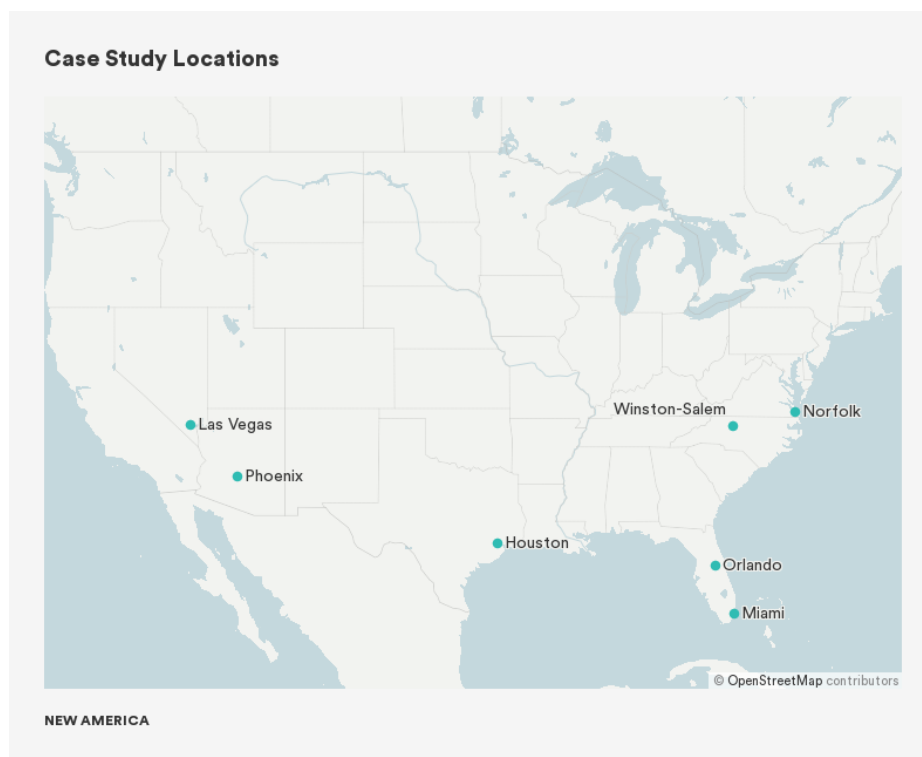 Case Study Locations
Winston-Salem
Norfolk
Las Vegas
Phoenix
Houston
Orlando
Miami
© OpenStreetMap contributors
NEW AMERICA